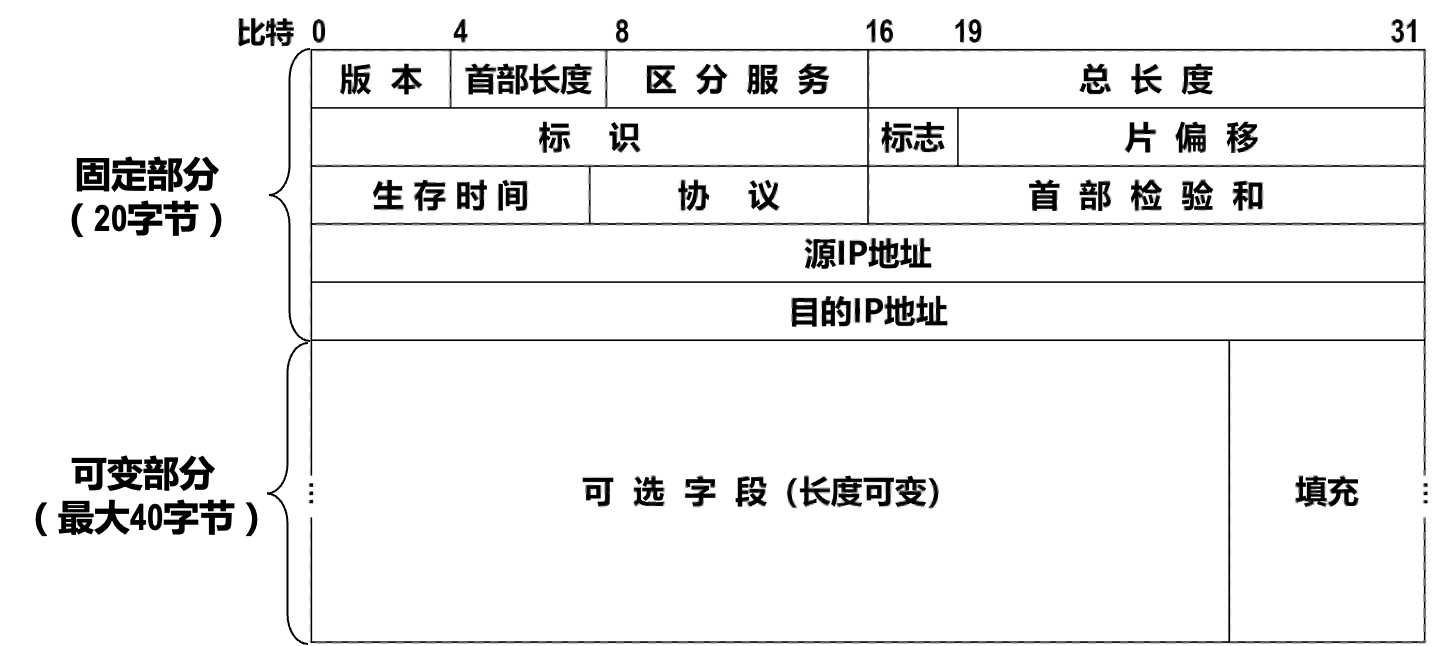 比特 0 4 8 16 19 31
版本 首部长度 区分服务 总长度
标识 标志 片偏移
固定部分
（20字节）
生存时间 协议 首部检验和
源IP地址
目的IP地址
可变部分
（最大40字节）
可选字段 (长度可变) 填充